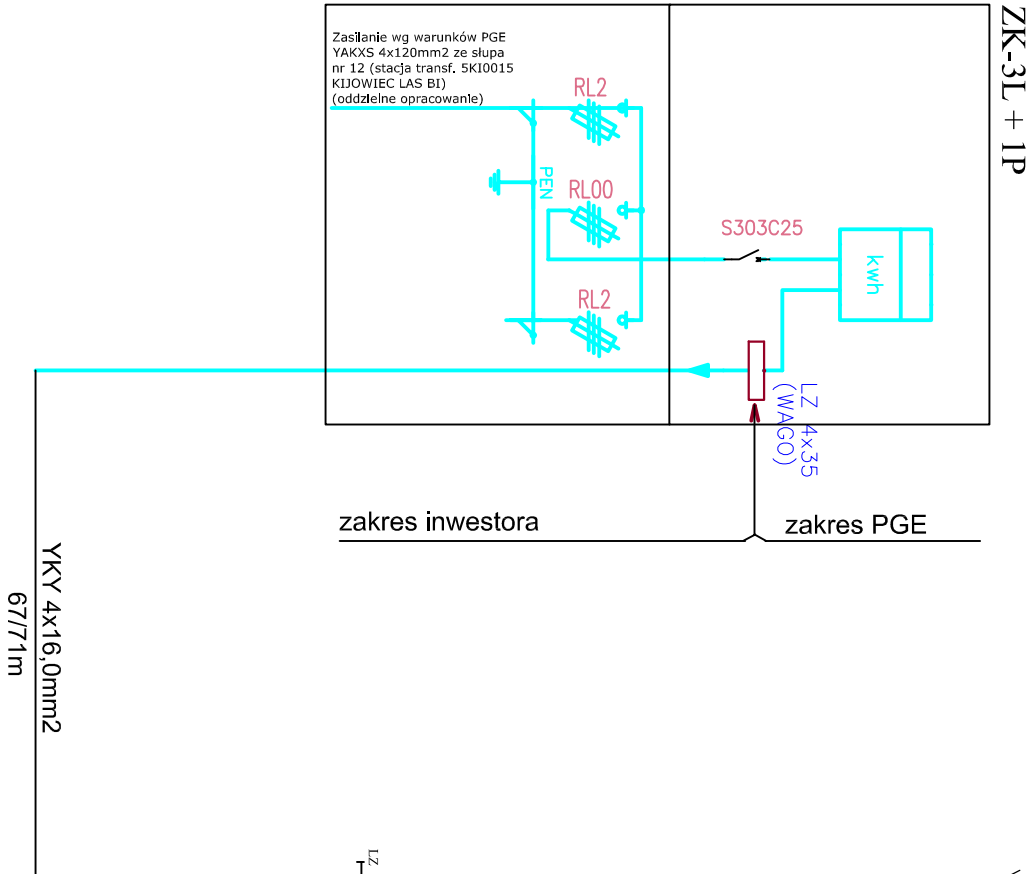 ZK-3L + 1P
Zasilanie wg warunków PGE
YAKXS 4x120mm2 ze słupa
nr 12 (stacja transf. 5KI0015
KIJOWIEC LAS BI)
(oddzielne opracowanie)
RL2
PEN
RL00
S303C25
kwh
RL2
LZ 4x35
(WAGO)
zakres inwestora
zakres PGE
YKY 4x16,0mm2
67/71m
LZ